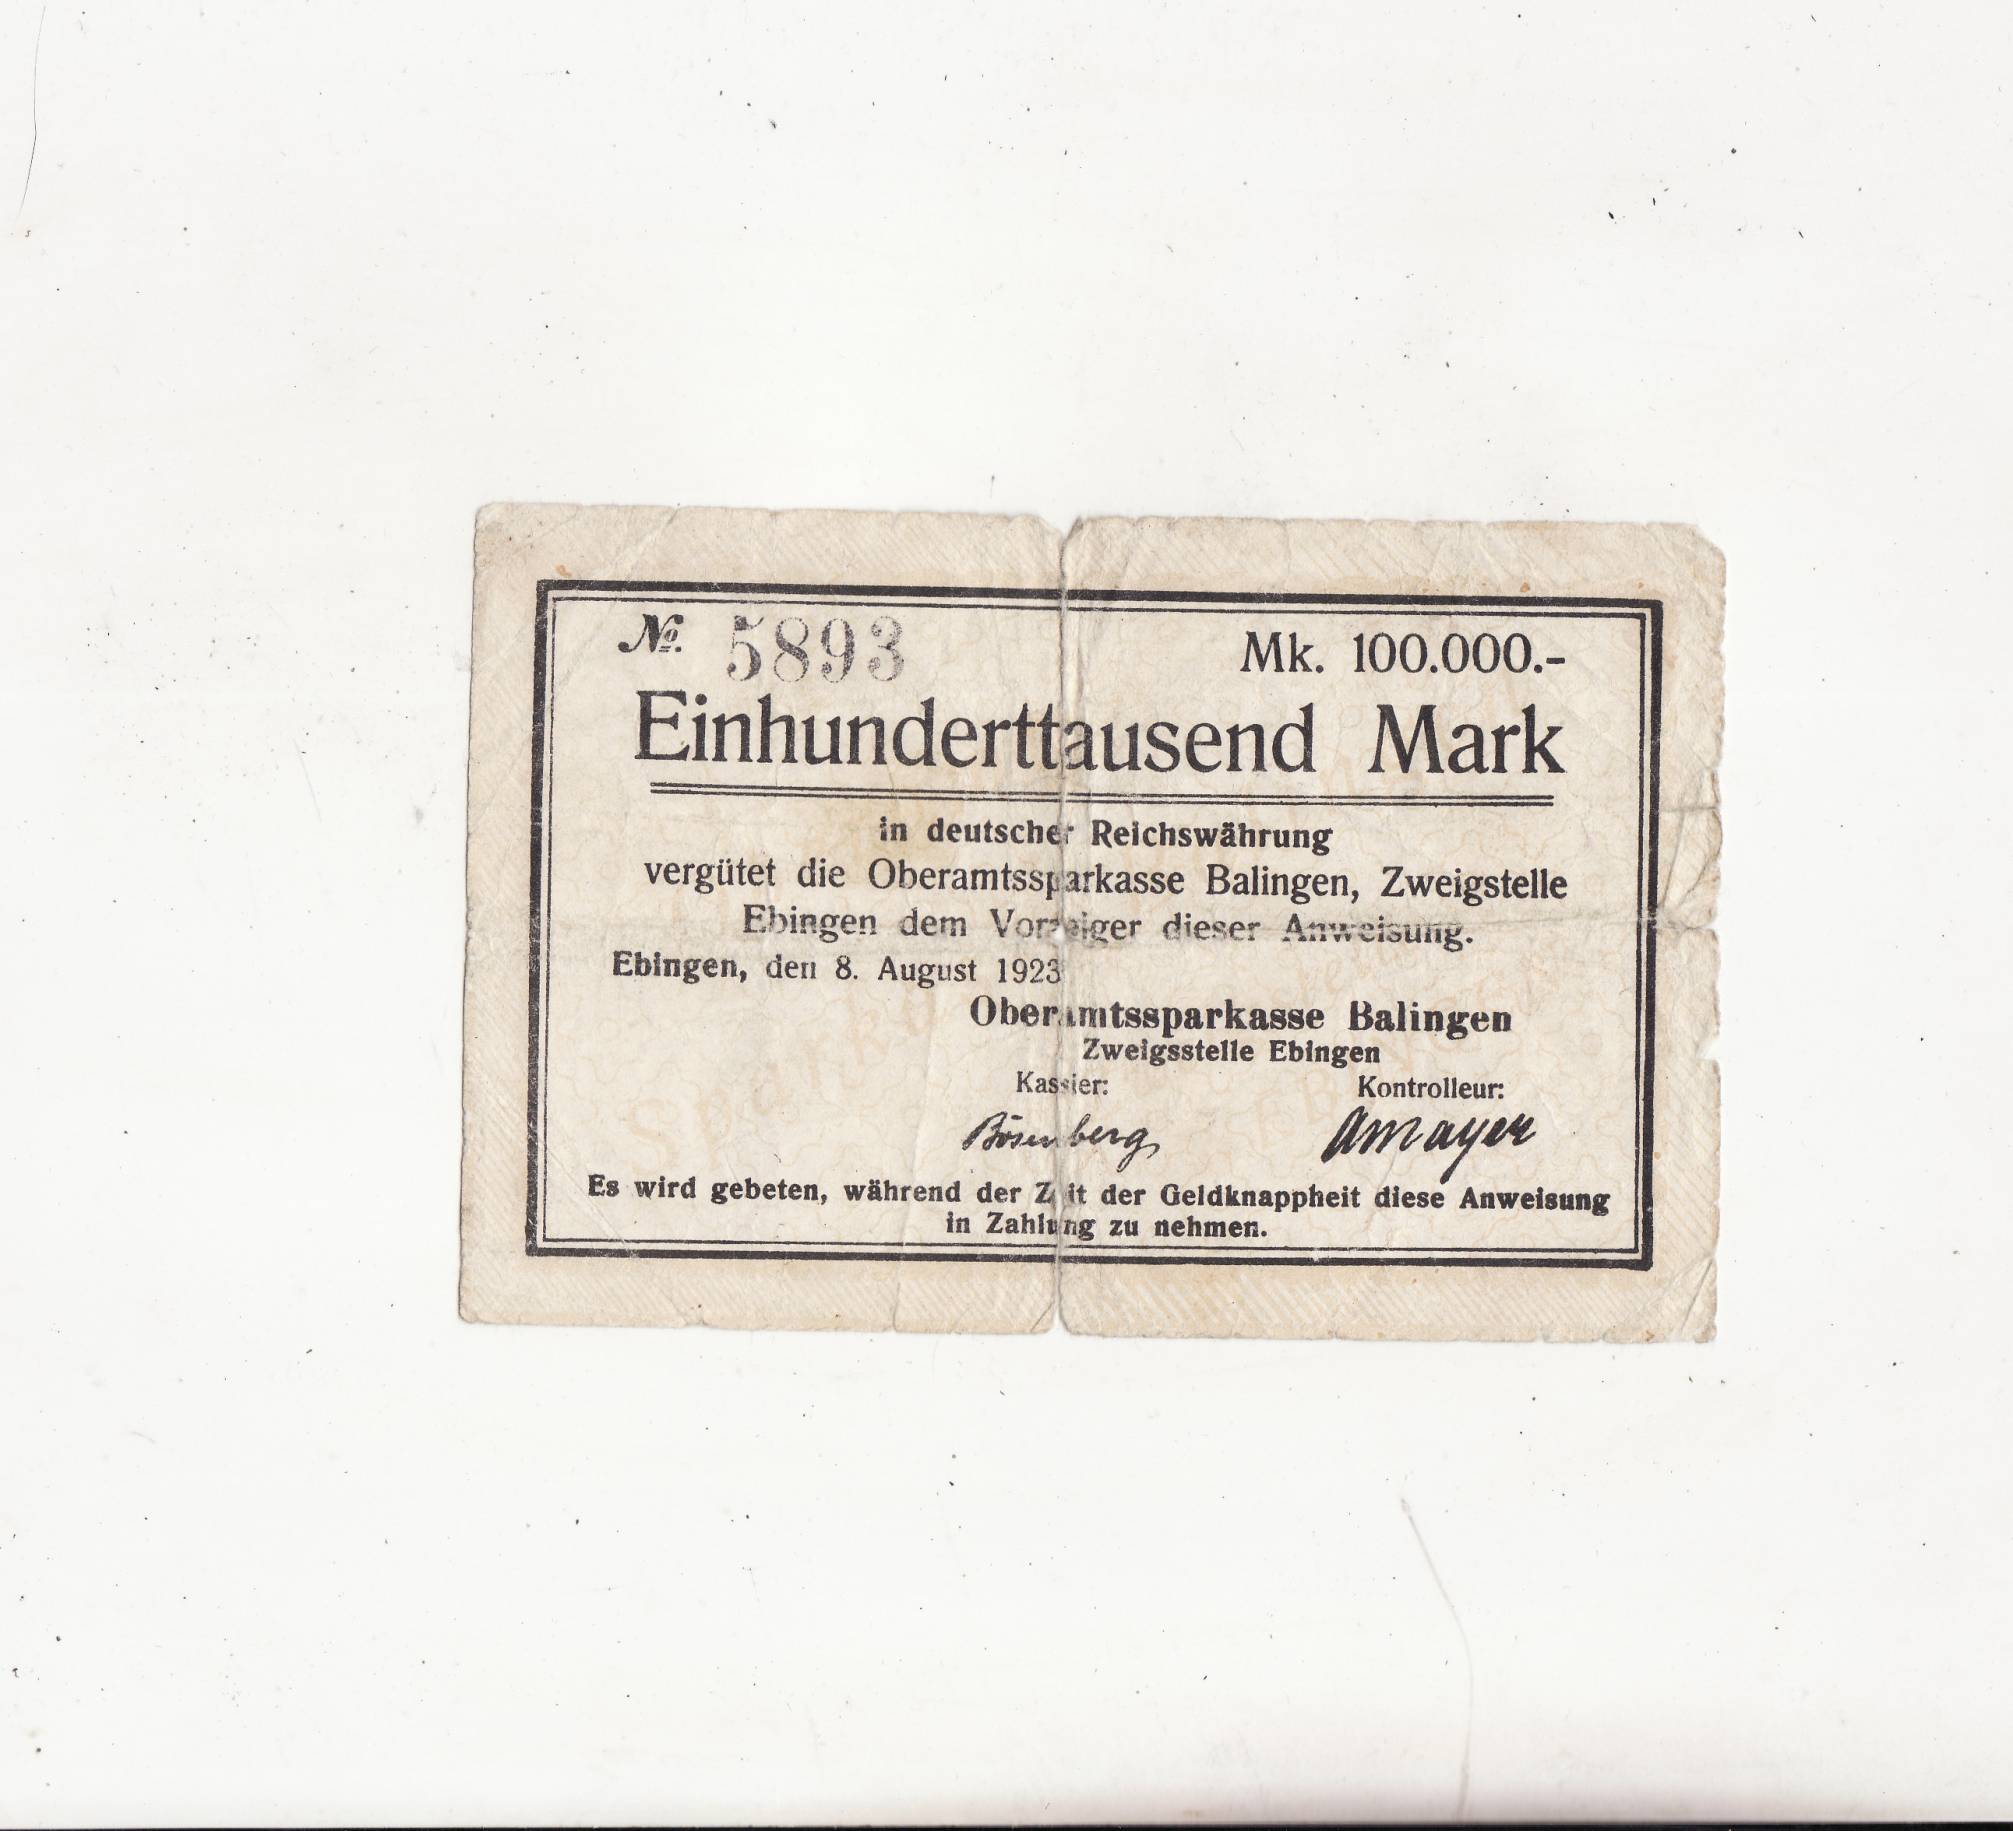 No. 5893 Mk. 100.000.-
Einhunderttausend Mark
in deutscher Reichswährung
vergütet die Oberamtssparkasse Balingen, Zweigstelle
Ebingen dem Vorzeiger dieser Anweisung.
Ebingen, den 8. August 1923
Oberamtssparkasse Balingen
Zweigsstelle Ebingen
Kassier: Kontrolleur:
Bösenberg AMayer
Es wird gebeten, während der Zeit der Geldknappheit diese Anweisung
in Zahlung zu nehmen.